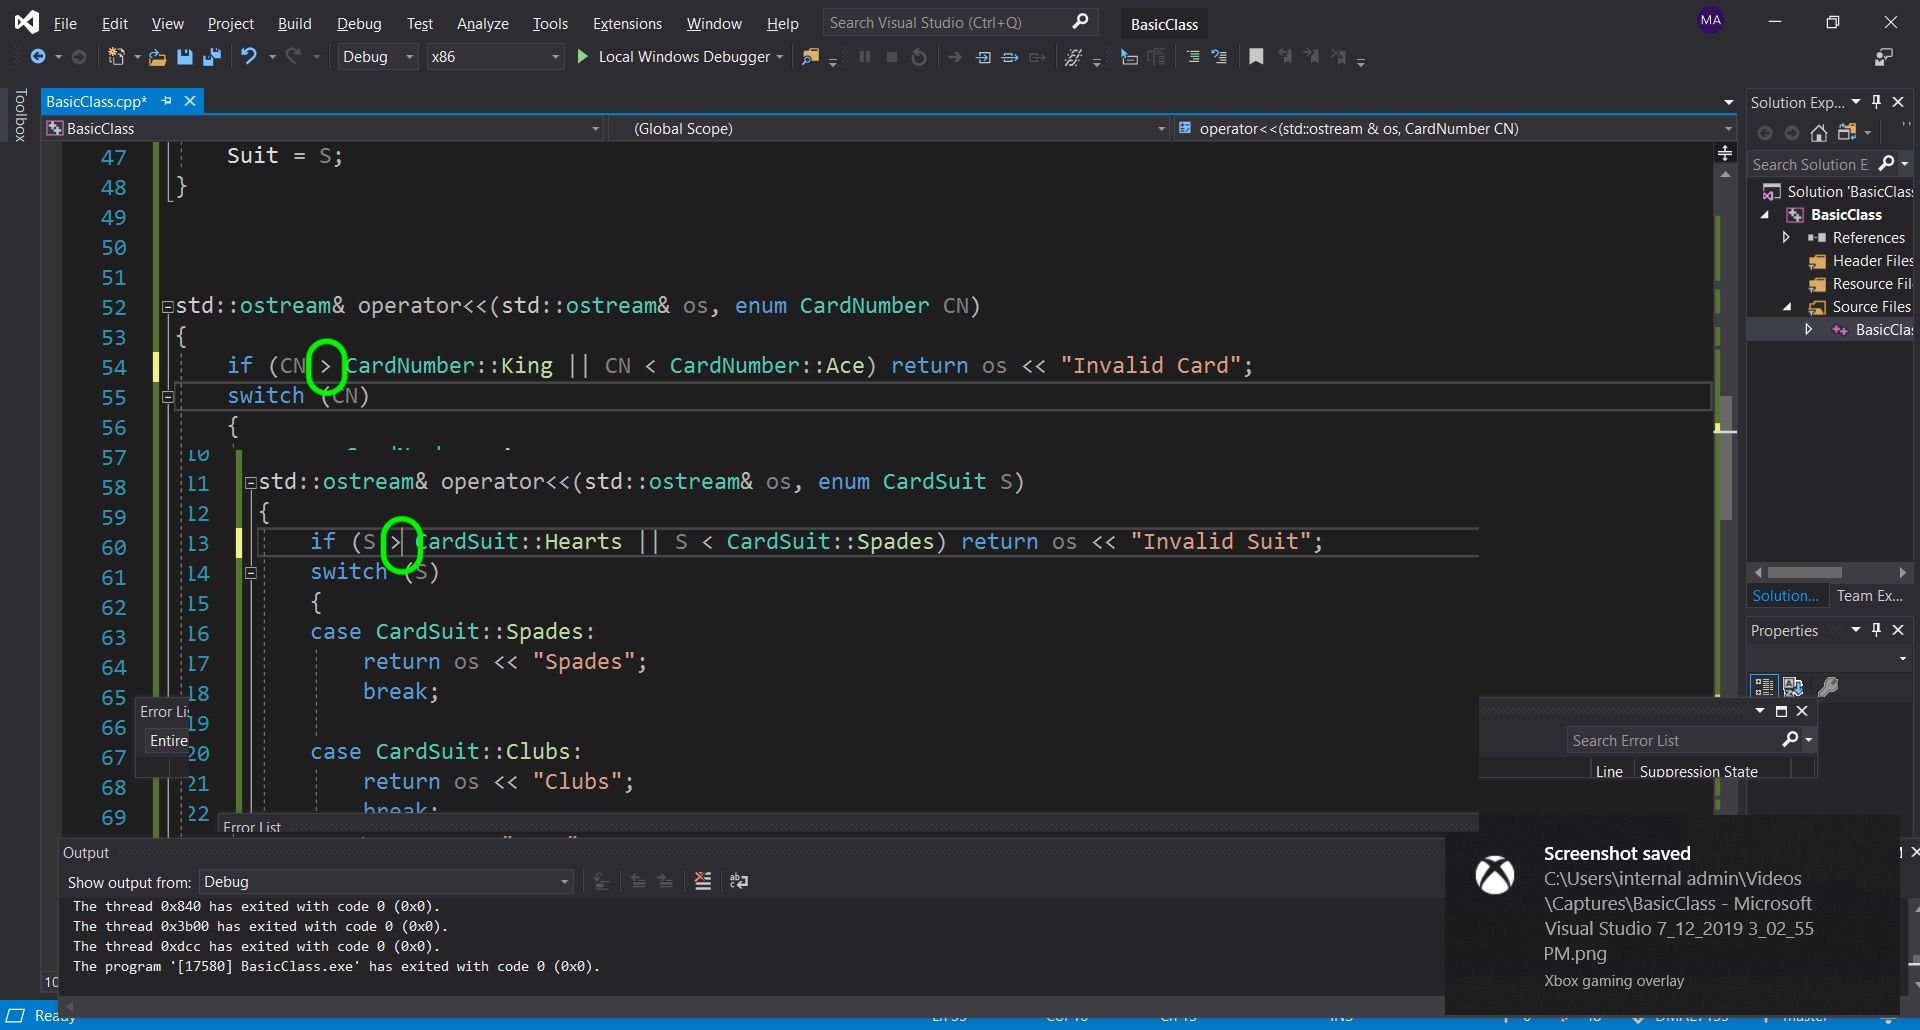 File Edit View Project Build Debug Test Analyze Tools Extensions Window Help Search Visual Studio (Ctrl+Q) BasicClass MA
Debug x86 Local Windows Debugger
Toolbox
BasicClass.cpp*
BasicClass (Global Scope) operator<<(std::ostream & os, CardNumber CN)
47 Suit = S;
48 }
49
50
51
52 std::ostream& operator<<(std::ostream& os, enum CardNumber CN)
53 {
54 if (CN > CardNumber::King || CN < CardNumber::Ace) return os << "Invalid Card";
55 switch (CN)
56 {
57
58
59
60
61
62
63
64
65
66
67
68
69
10
11 std::ostream& operator<<(std::ostream& os, enum CardSuit S)
12 {
13 if (S > CardSuit::Hearts || S < CardSuit::Spades) return os << "Invalid Suit";
14 switch (S)
15 {
16 case CardSuit::Spades:
17 return os << "Spades";
18 break;
19
20 case CardSuit::Clubs:
21 return os << "Clubs";
22 break;
Error Li
Entire
Error List
Search Error List
Line Suppression State
Output
Show output from: Debug
The thread 0x840 has exited with code 0 (0x0).
The thread 0x3b00 has exited with code 0 (0x0).
The thread 0xdcc has exited with code 0 (0x0).
The program '[17580] BasicClass.exe' has exited with code 0 (0x0).
Solution Exp...
Search Solution E
Solution 'BasicClass
BasicClass
References
Header Files
Resource Fil
Source Files
BasicClas
Solution... Team Ex...
Properties
Screenshot saved
C:\Users\internal admin\Videos
\Captures\BasicClass - Microsoft
Visual Studio 7_12_2019 3_02_55
PM.png
Xbox gaming overlay
10
Ready